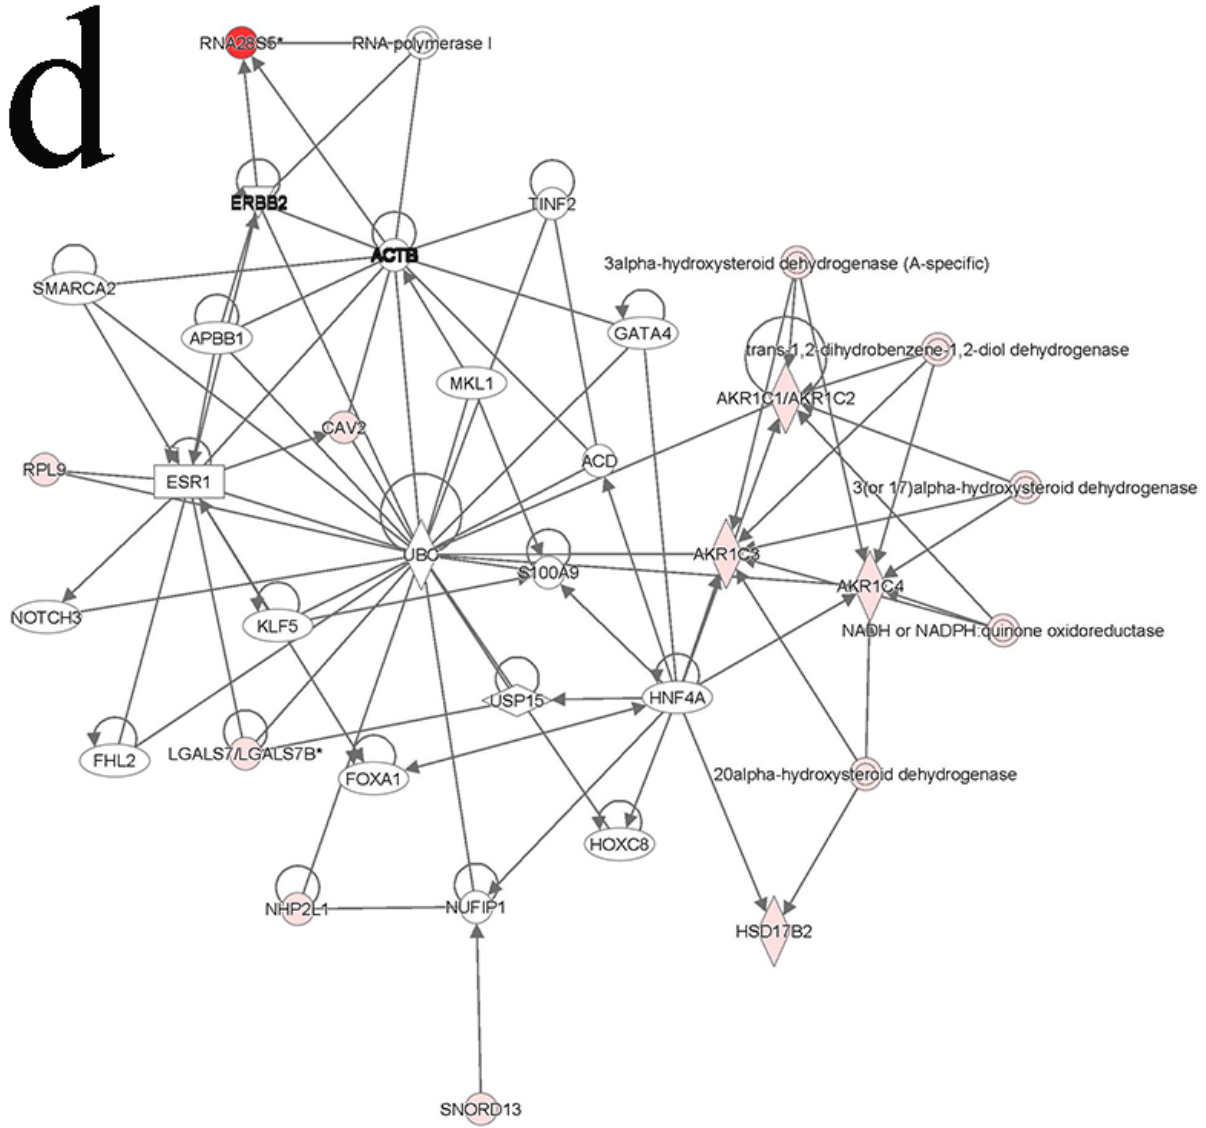 d
RNA28S5*
RNA polymerase I
ERBB2
TINF2
ACTB
3alpha-hydroxysteroid dehydrogenase (A-specific)
SMARCA2
APBB1
GATA4
trans-1,2-dihydrobenzene-1,2-diol dehydrogenase
MKL1
AKR1C1/AKR1C2
CAV2
ACD
RPL9
ESR1
3(or 17)alpha-hydroxysteroid dehydrogenase
UBC
AKR1C3
S100A9
AKR1C4
NOTCH3
KLF5
NADH or NADPH:quinone oxidoreductase
USP15
HNF4A
FHL2
LGALS7/LGALS7B*
FOXA1
20alpha-hydroxysteroid dehydrogenase
HOXC8
NHP2L1
NUFIP1
HSD17B2
SNORD13